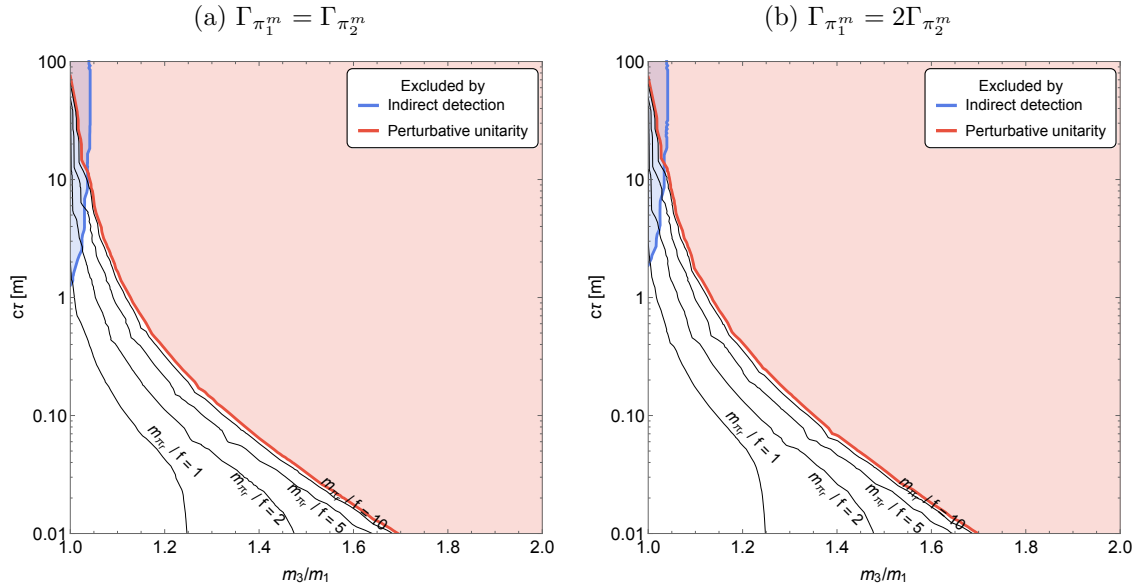 (a) Γ_{π_1^m} = Γ_{π_2^m}
100
10
1
0.10
0.01
cτ [m]
Excluded by
Indirect detection
Perturbative unitarity
m_{π_r} / f = 1
m_{π_r} / f = 2
m_{π_r} / f = 5
m_{π_r} / f = 10
1.0 1.2 1.4 1.6 1.8 2.0
m_3/m_1
(b) Γ_{π_1^m} = 2Γ_{π_2^m}
100
10
1
0.10
0.01
cτ [m]
Excluded by
Indirect detection
Perturbative unitarity
m_{π_r} / f = 1
m_{π_r} / f = 2
m_{π_r} / f = 5
m_{π_r} / f = 10
1.0 1.2 1.4 1.6 1.8 2.0
m_3/m_1